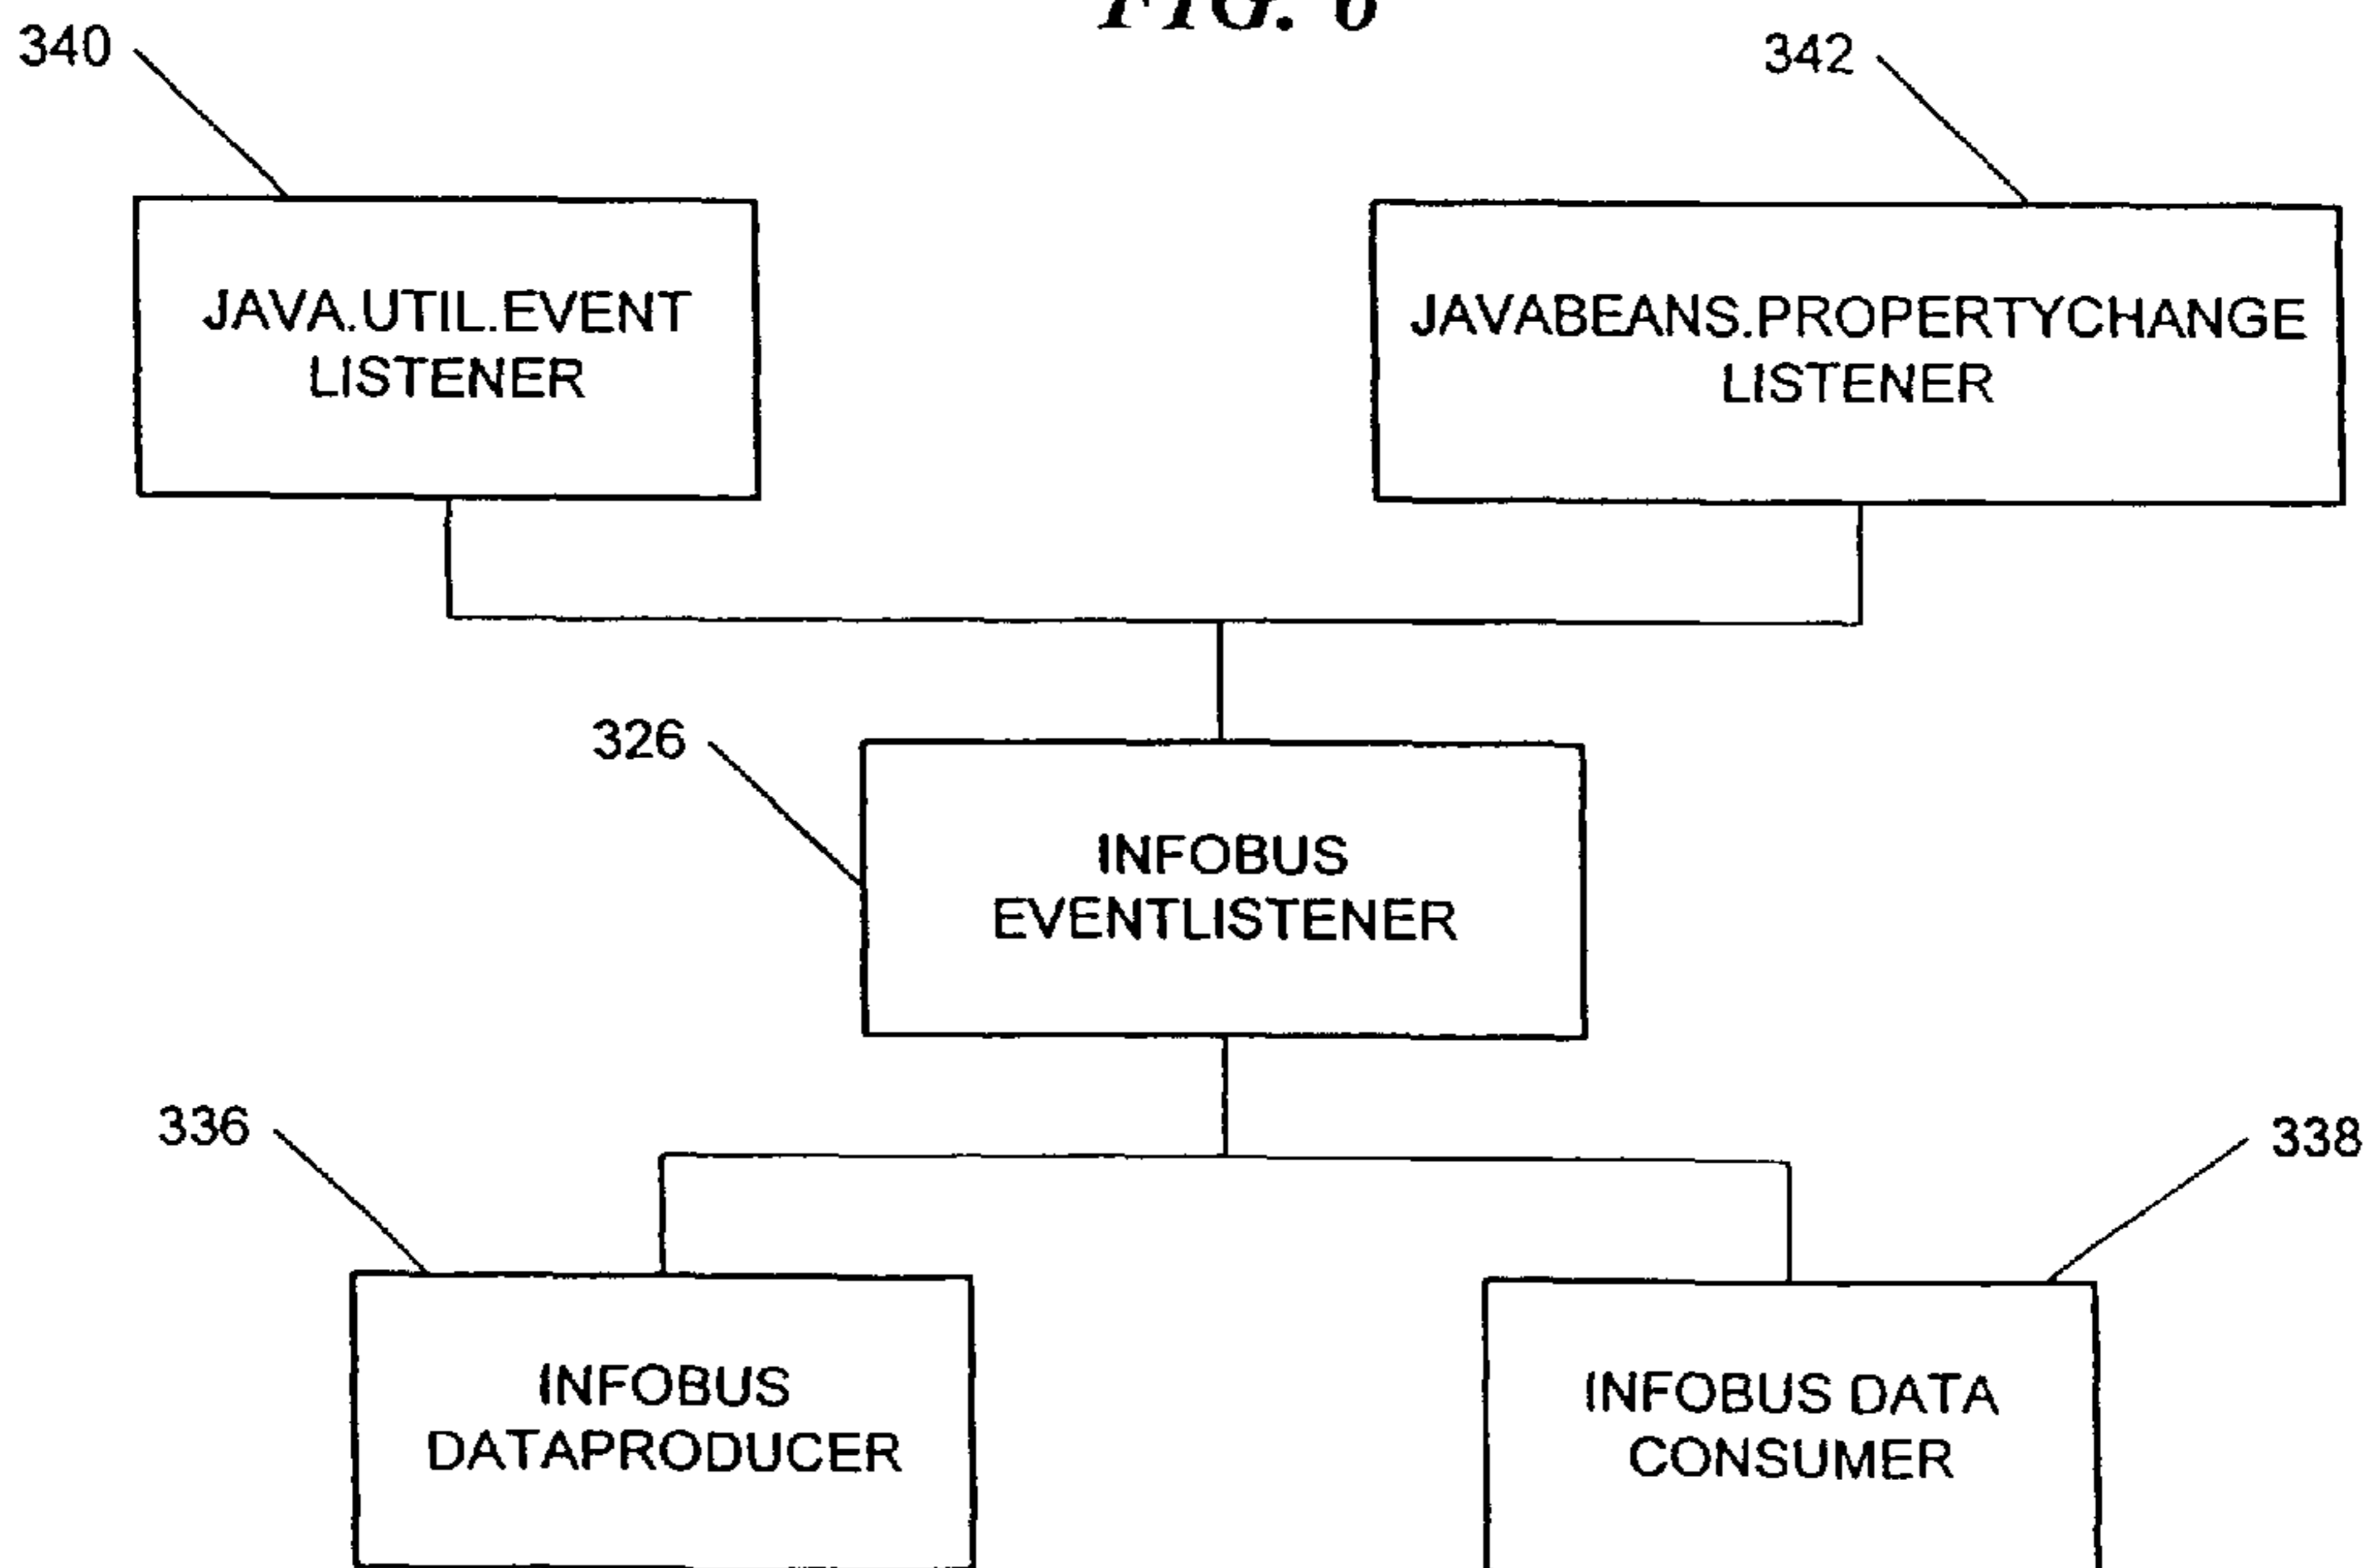 340
342
JAVA.UTIL.EVENT
LISTENER
JAVABEANS.PROPERTYCHANGE
LISTENER
326
INFOBUS
EVENTLISTENER
336
338
INFOBUS
DATAPRODUCER
INFOBUS DATA
CONSUMER